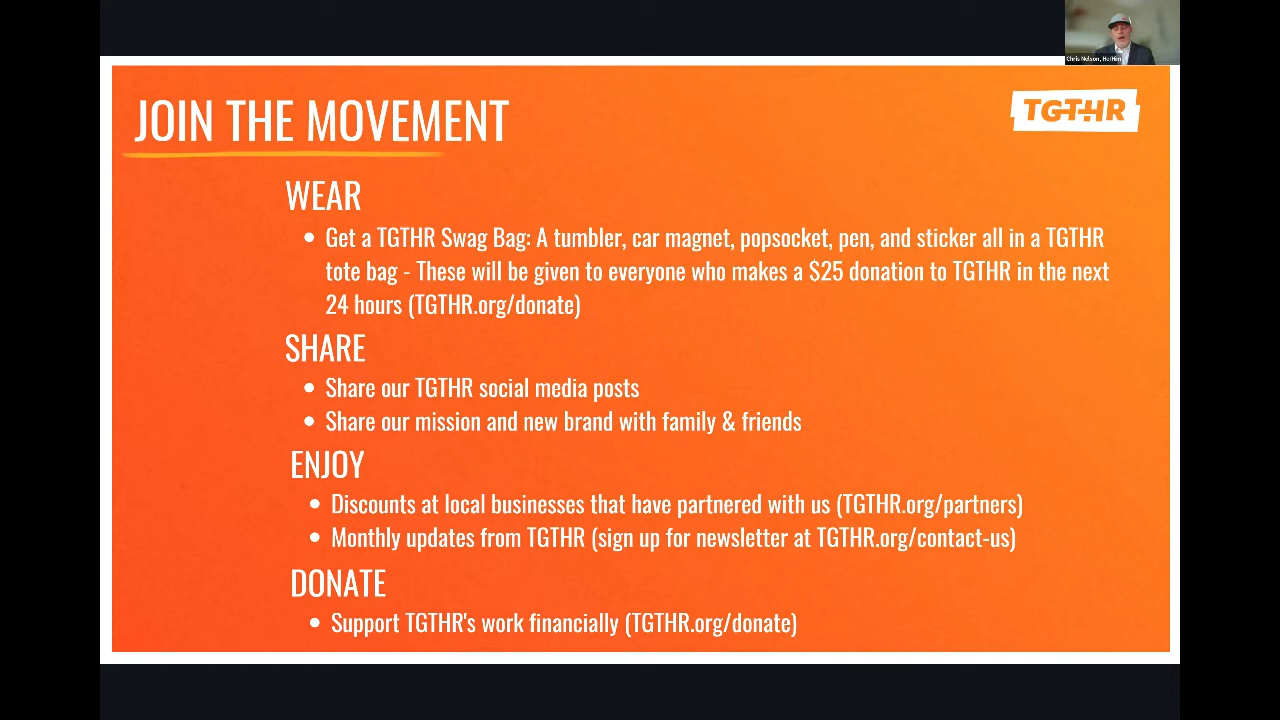 Chris Nelson, He/Him
JOIN THE MOVEMENT
TGTHR
WEAR
• Get a TGTHR Swag Bag: A tumbler, car magnet, popsocket, pen, and sticker all in a TGTHR
tote bag - These will be given to everyone who makes a $25 donation to TGTHR in the next
24 hours (TGTHR.org/donate)
SHARE
• Share our TGTHR social media posts
• Share our mission and new brand with family & friends
ENJOY
• Discounts at local businesses that have partnered with us (TGTHR.org/partners)
• Monthly updates from TGTHR (sign up for newsletter at TGTHR.org/contact-us)
DONATE
• Support TGTHR's work financially (TGTHR.org/donate)